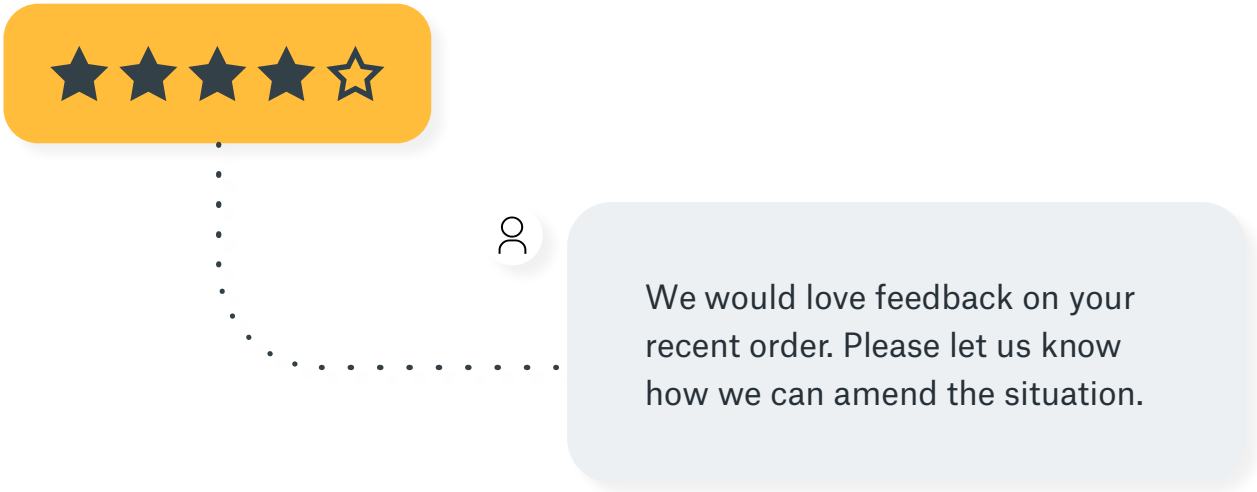 We would love feedback on your
recent order. Please let us know
how we can amend the situation.